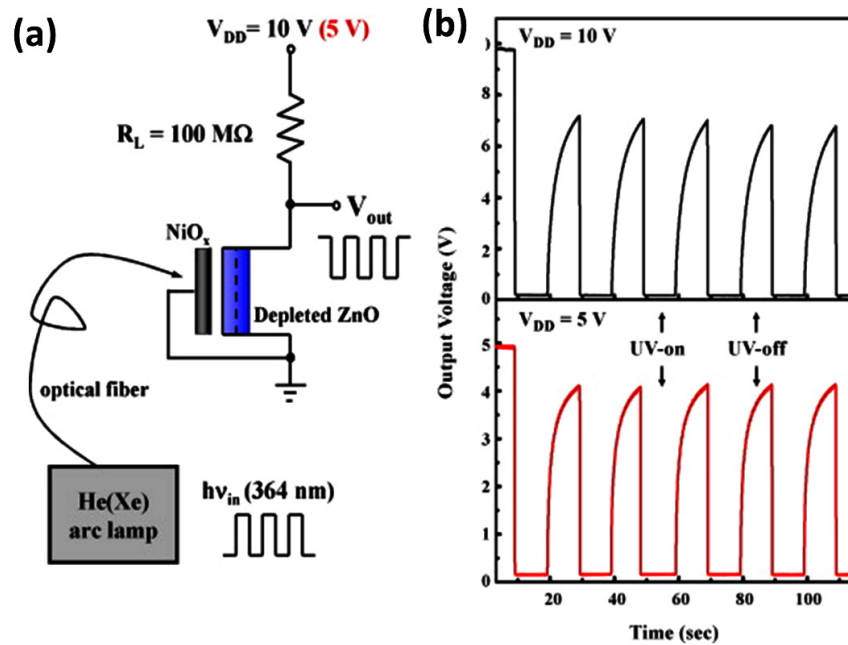 (a)
V_DD = 10 V (5 V)
R_L = 100 MΩ
V_out
NiO_x
Depleted ZnO
optical fiber
He(Xe)
arc lamp
hν_in (364 nm)
(b)
V_DD = 10 V
8
6
4
2
0
V_DD = 5 V
UV-on
UV-off
5
4
3
2
1
0
20
40
60
80
100
Output Voltage (V)
Time (sec)